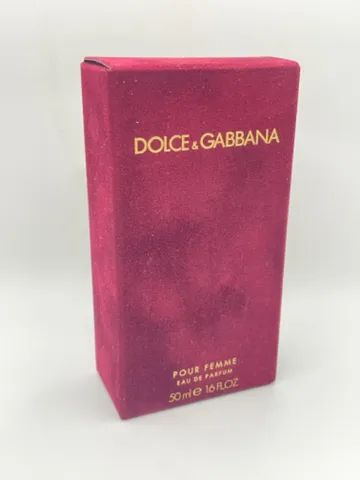 DOLCE & GABBANA
POUR FEMME
EAU DE PARFUM
50 ml ℮ 1.6 FL.OZ.